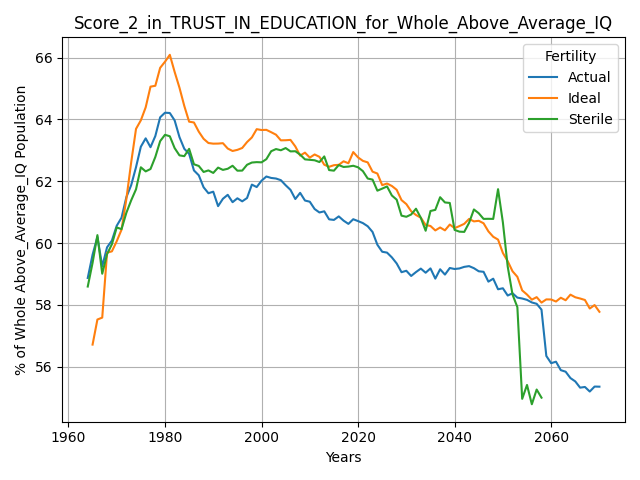 Score_2_in_TRUST_IN_EDUCATION_for_Whole_Above_Average_IQ
% of Whole Above_Average_IQ Population
66
64
62
60
58
56
Fertility
Actual
Ideal
Sterile
1960
1980
2000
2020
2040
2060
Years